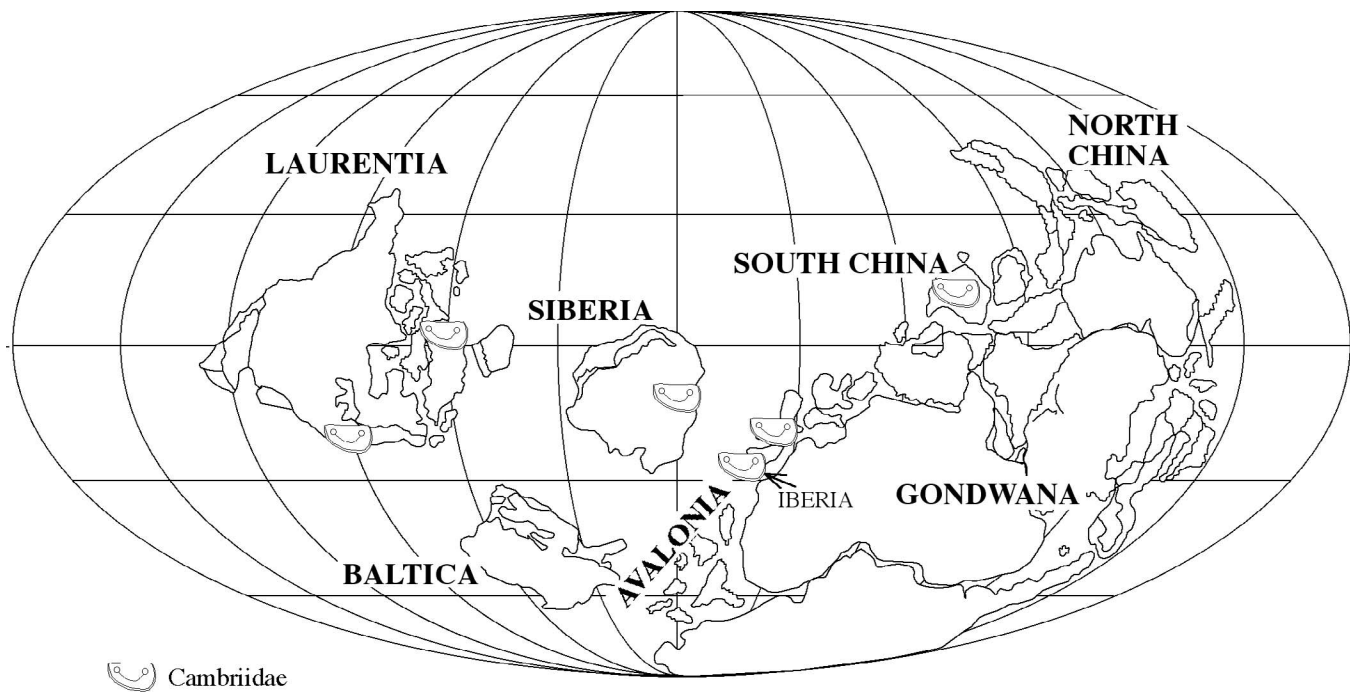 NORTH
CHINA
LAURENTIA
SOUTH CHINA
SIBERIA
IBERIA
GONDWANA
AVALONIA
BALTICA
Cambriidae